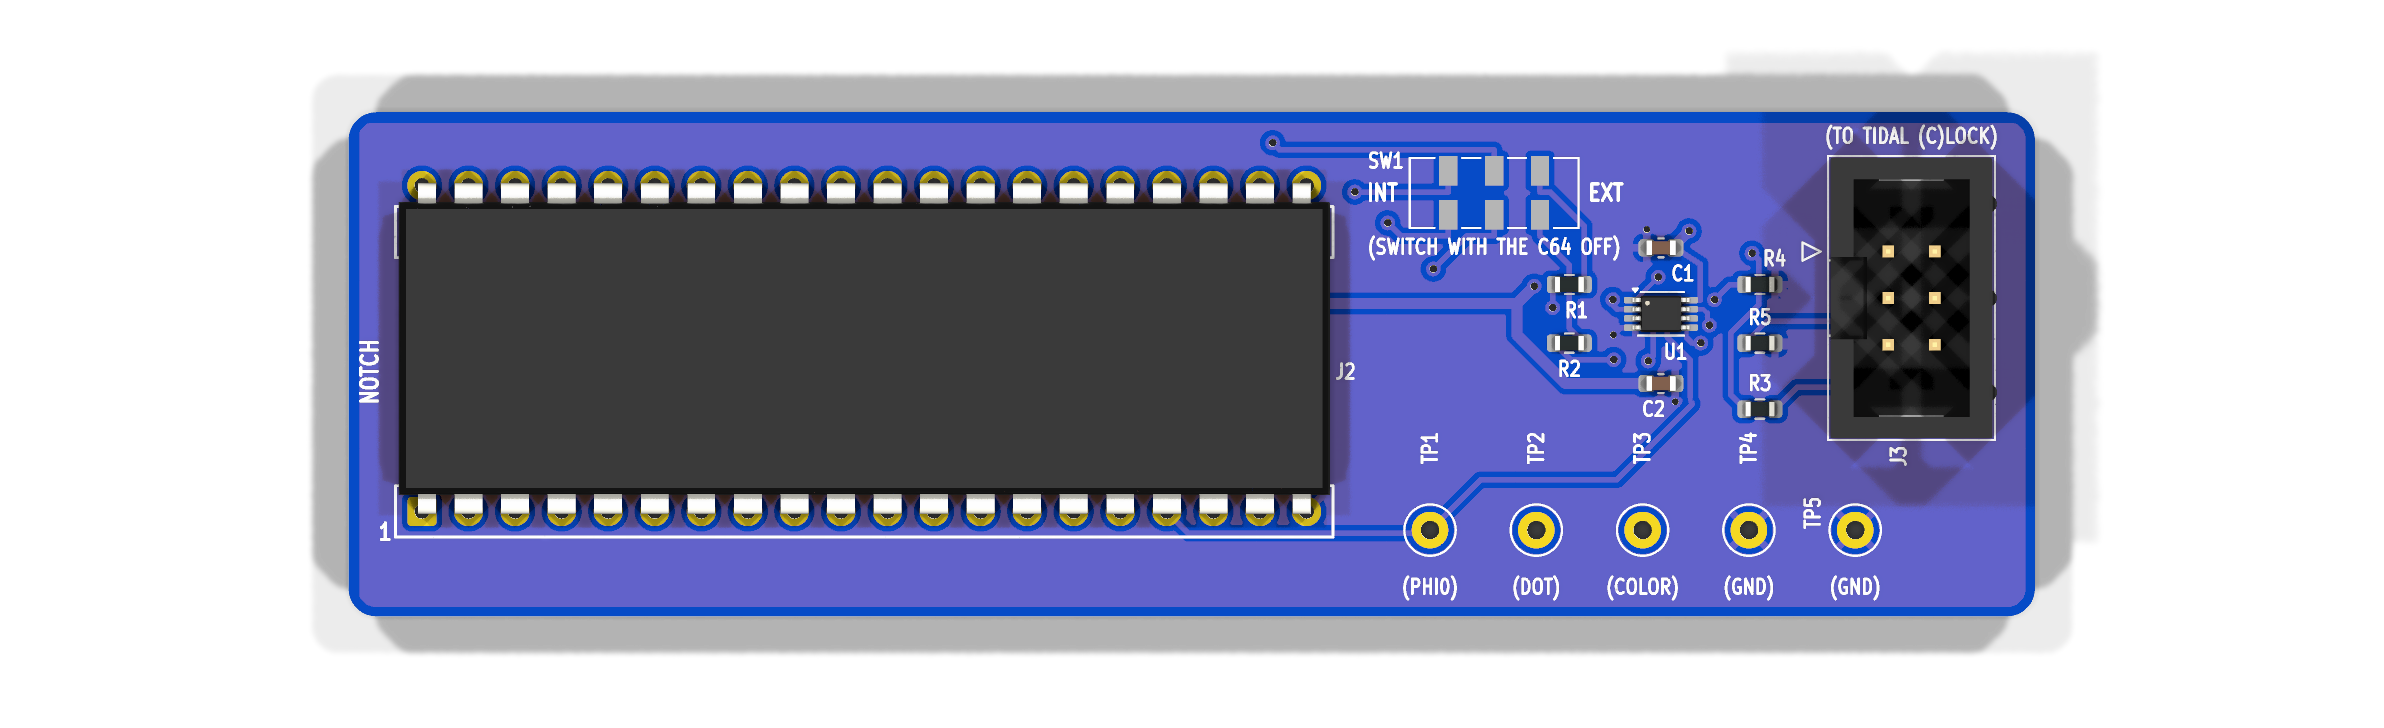 (TO TIDAL (C)LOCK)
SW1
INT
EXT
(SWITCH WITH THE C64 OFF)
R4
C1
R1
R5
U1
R2
J2
NOTCH
R3
C2
TP1
TP2
TP3
TP4
J3
TP5
1
(PHI0)
(DOT)
(COLOR)
(GND)
(GND)